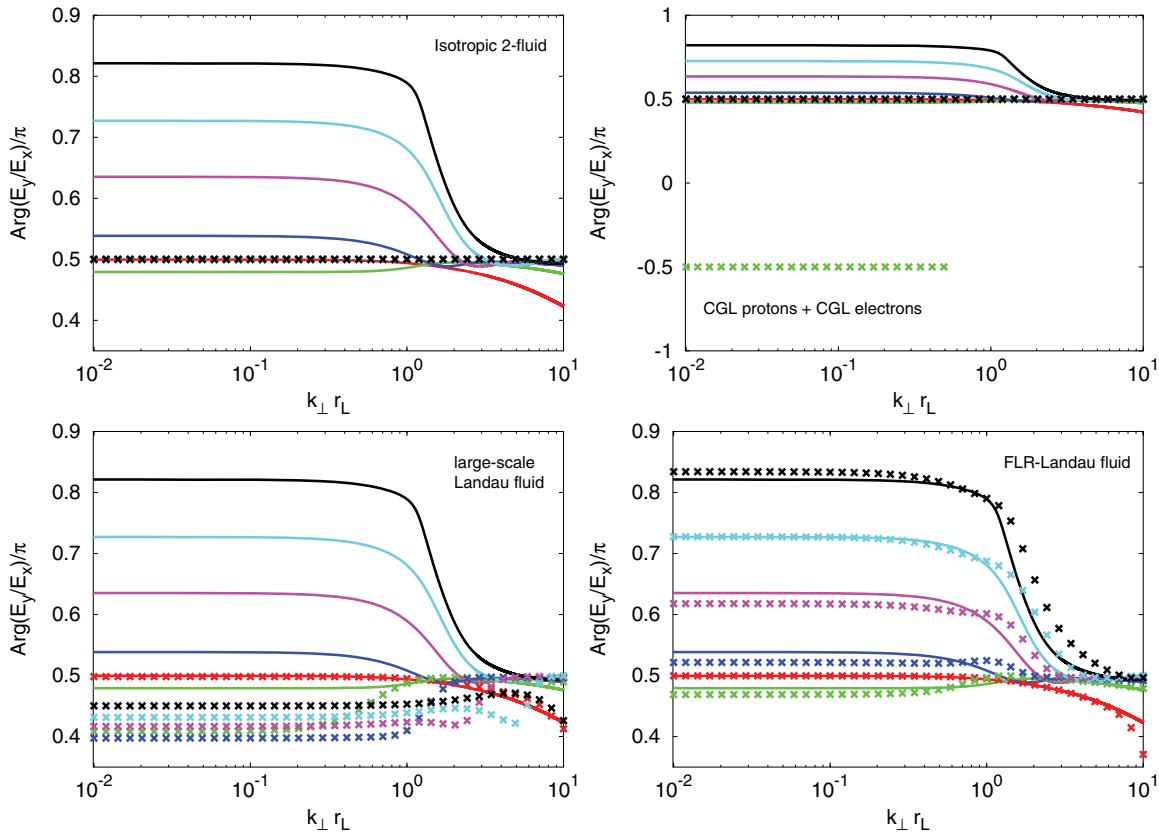 Isotropic 2-fluid
Arg(E_y/E_x)/π
0.9
0.8
0.7
0.6
0.5
0.4
10^-2 10^-1 10^0 10^1
k_⊥ r_L
CGL protons + CGL electrons
Arg(E_y/E_x)/π
1
0.5
0
-0.5
-1
10^-2 10^-1 10^0 10^1
k_⊥ r_L
large-scale
Landau fluid
Arg(E_y/E_x)/π
0.9
0.8
0.7
0.6
0.5
0.4
10^-2 10^-1 10^0 10^1
k_⊥ r_L
FLR-Landau fluid
Arg(E_y/E_x)/π
0.9
0.8
0.7
0.6
0.5
0.4
10^-2 10^-1 10^0 10^1
k_⊥ r_L